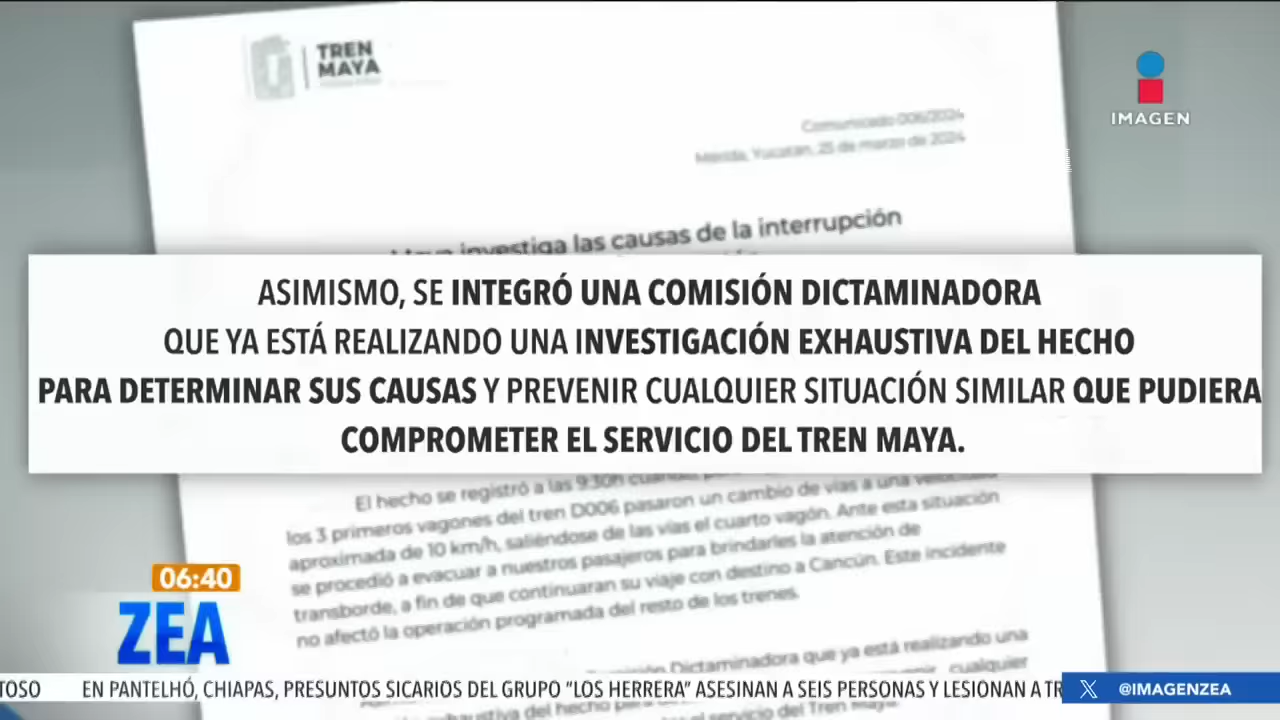 TREN
MAYA
IMAGEN
Comunicado 006/2024
Mérida, Yucatán, 25 de marzo de 2024
investiga las causas de la interrupción
ASIMISMO, SE INTEGRÓ UNA COMISIÓN DICTAMINADORA
QUE YA ESTÁ REALIZANDO UNA INVESTIGACIÓN EXHAUSTIVA DEL HECHO
PARA DETERMINAR SUS CAUSAS Y PREVENIR CUALQUIER SITUACIÓN SIMILAR QUE PUDIERA
COMPROMETER EL SERVICIO DEL TREN MAYA.
El hecho se registró a las 9:30h cuando
los 3 primeros vagones del tren D006 pasaron un cambio de vías a una velocidad
aproximada de 10 km/h, saliéndose de las vías el cuarto vagón. Ante esta situación
se procedió a evacuar a nuestros pasajeros para brindarles la atención de
transborde, a fin de que continuaran su viaje con destino a Cancún. Este incidente
no afectó la operación programada del resto de los trenes.
Dictaminadora que ya está realizando una
cualquier
exhaustiva del hecho
el servicio del Tren Maya.
06:40
ZEA
TOSO EN PANTELHÓ, CHIAPAS, PRESUNTOS SICARIOS DEL GRUPO "LOS HERRERA" ASESINAN A SEIS PERSONAS Y LESIONAN A TR
@IMAGENZEA